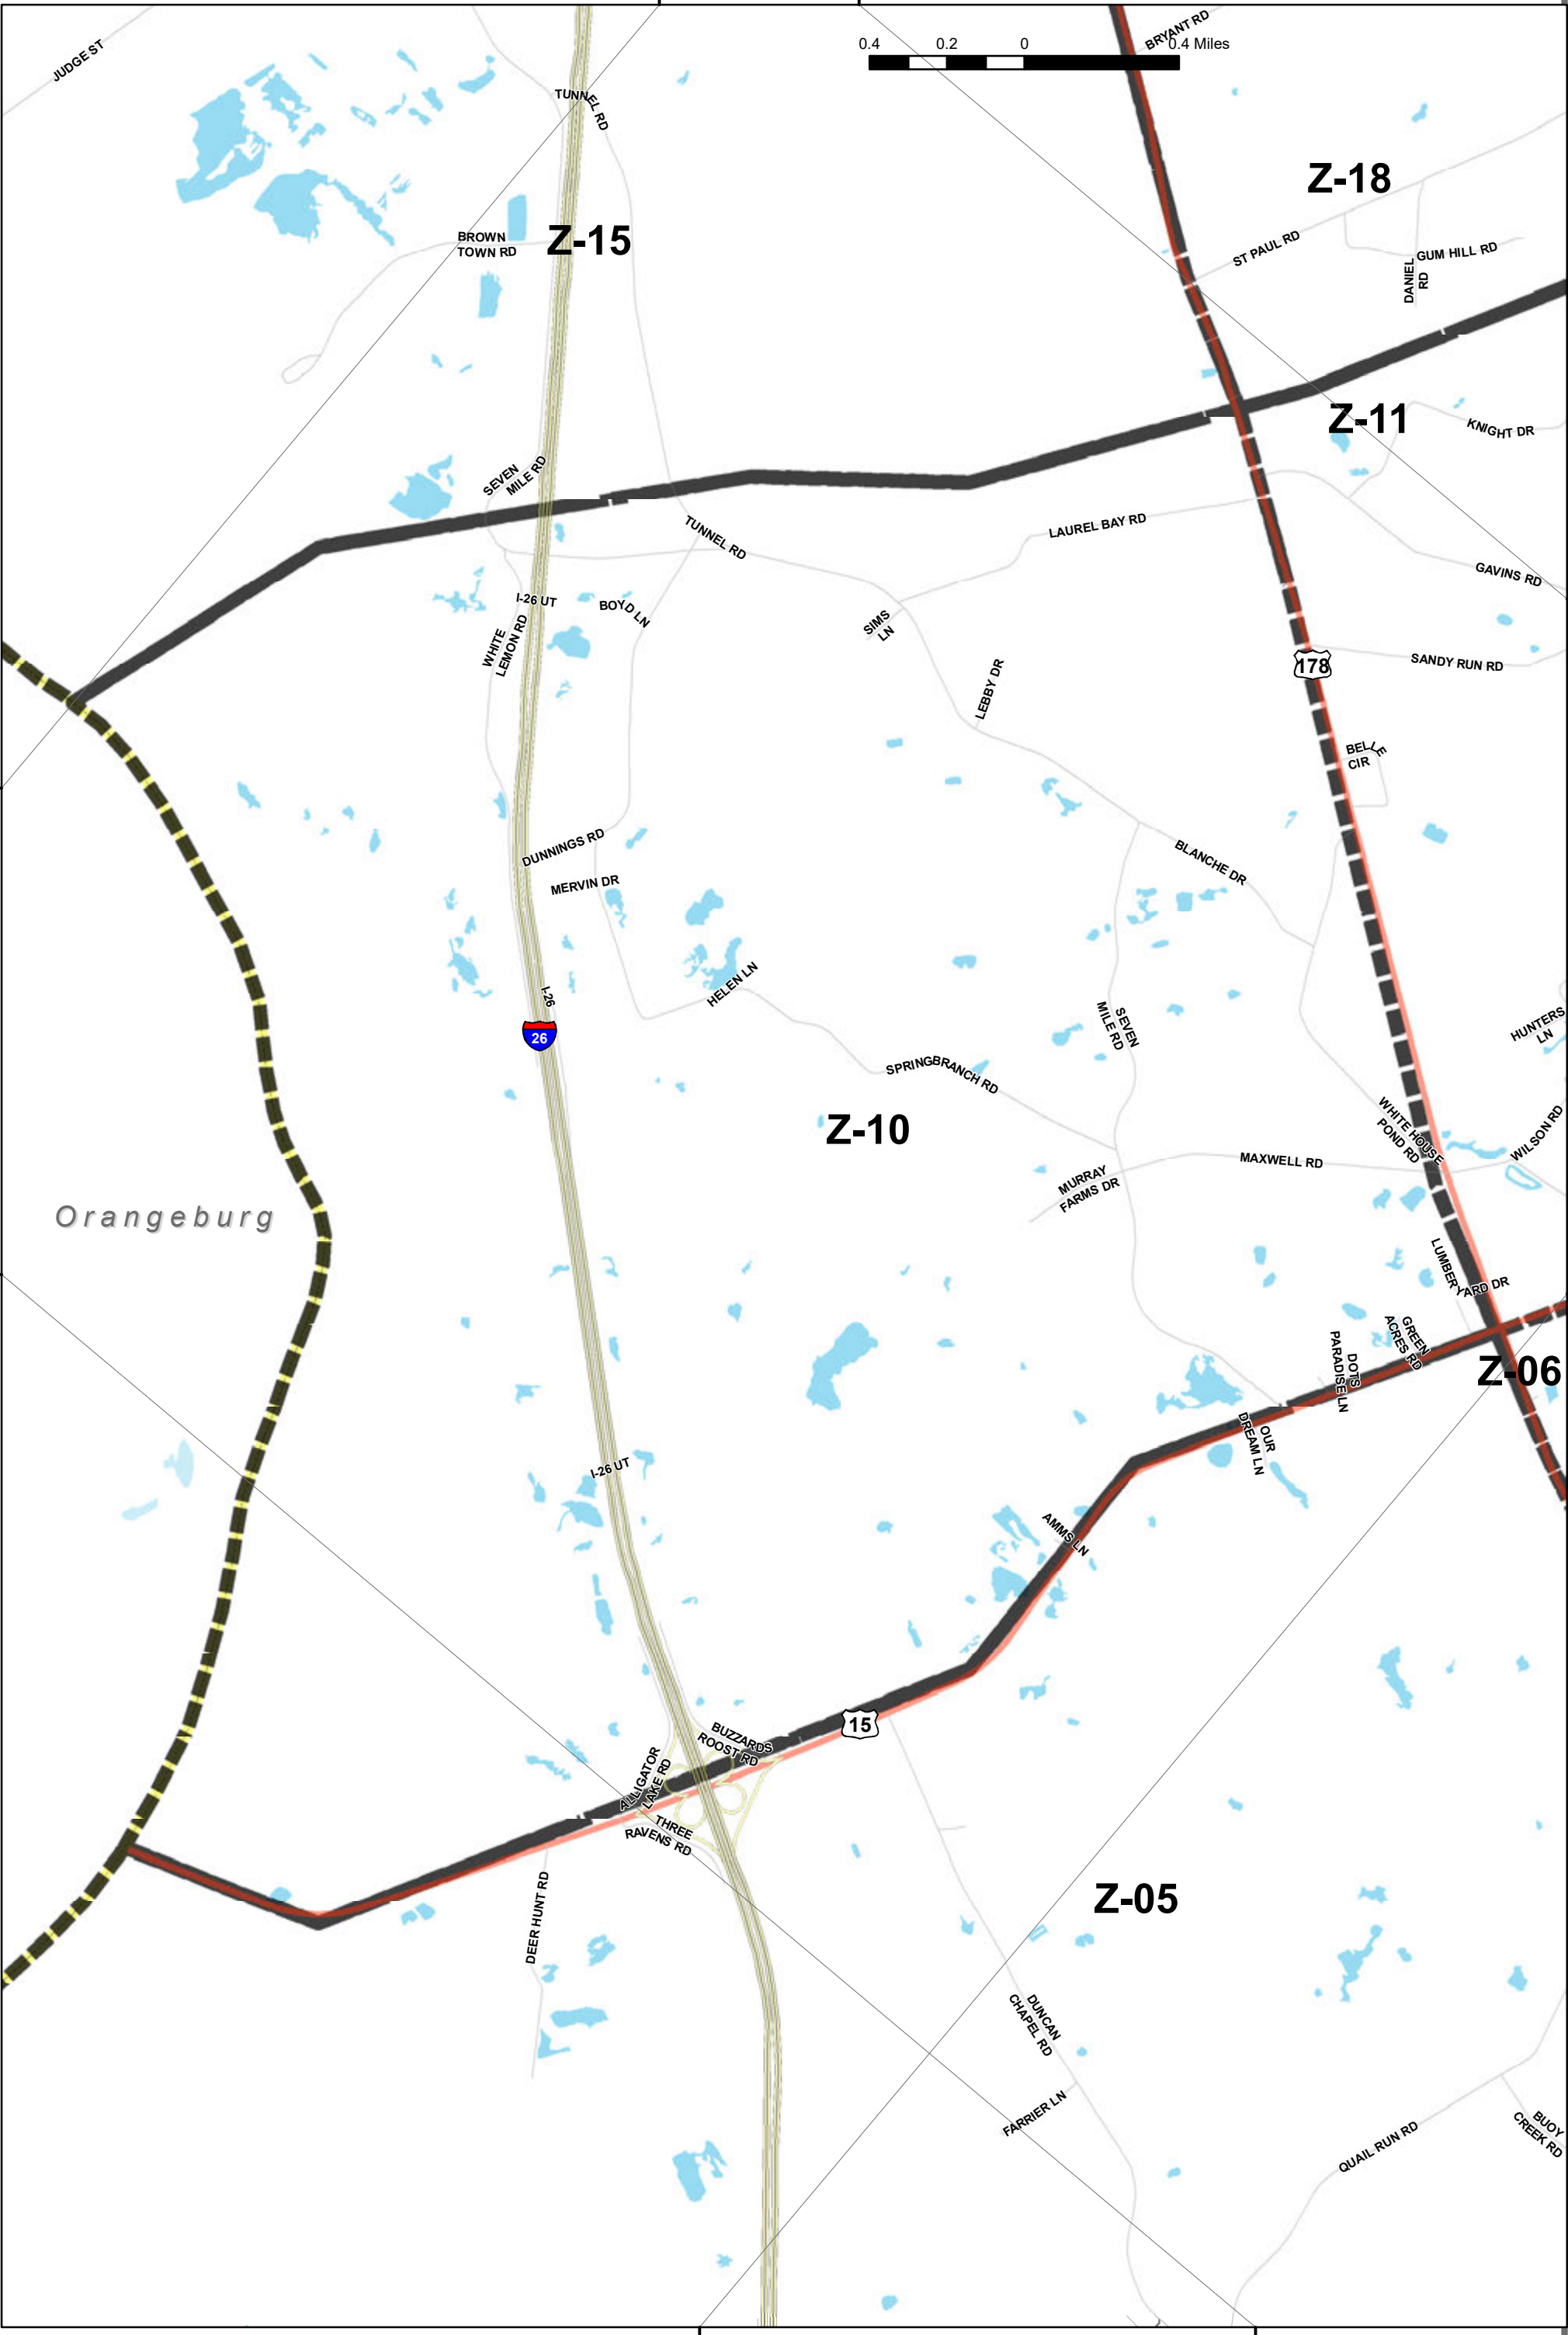 JUDGE ST
0.4 0.2 0 0.4 Miles
BRYANT RD
TUNNEL RD
Z-18
BROWN
TOWN RD
Z-15
ST PAUL RD
GUM HILL RD
DANIEL
RD
Z-11
KNIGHT DR
SEVEN
MILE RD
TUNNEL RD
LAUREL BAY RD
GAVINS RD
I-26 UT
BOYD LN
SIMS
LN
WHITE
LEMON RD
178
SANDY RUN RD
LEBBY DR
BELLE
CIR
DUNNINGS RD
BLANCHE DR
MERVIN DR
HELEN LN
I-26
26
SEVEN
MILE RD
HUNTERS
LN
SPRINGBRANCH RD
Z-10
WHITE HOUSE
POND RD
WILSON RD
MAXWELL RD
MURRAY
FARMS DR
Orangeburg
LUMBERYARD DR
GREEN
ACRES RD
DOTS
PARADISE LN
Z-06
OUR
DREAM LN
I-26 UT
AMMS LN
15
BUZZARDS
ROOST RD
ALLIGATOR
LAKE RD
THREE
RAVENS RD
DEER HUNT RD
Z-05
DUNCAN
CHAPEL RD
FARRIER LN
QUAIL RUN RD
BUOY
CREEK RD